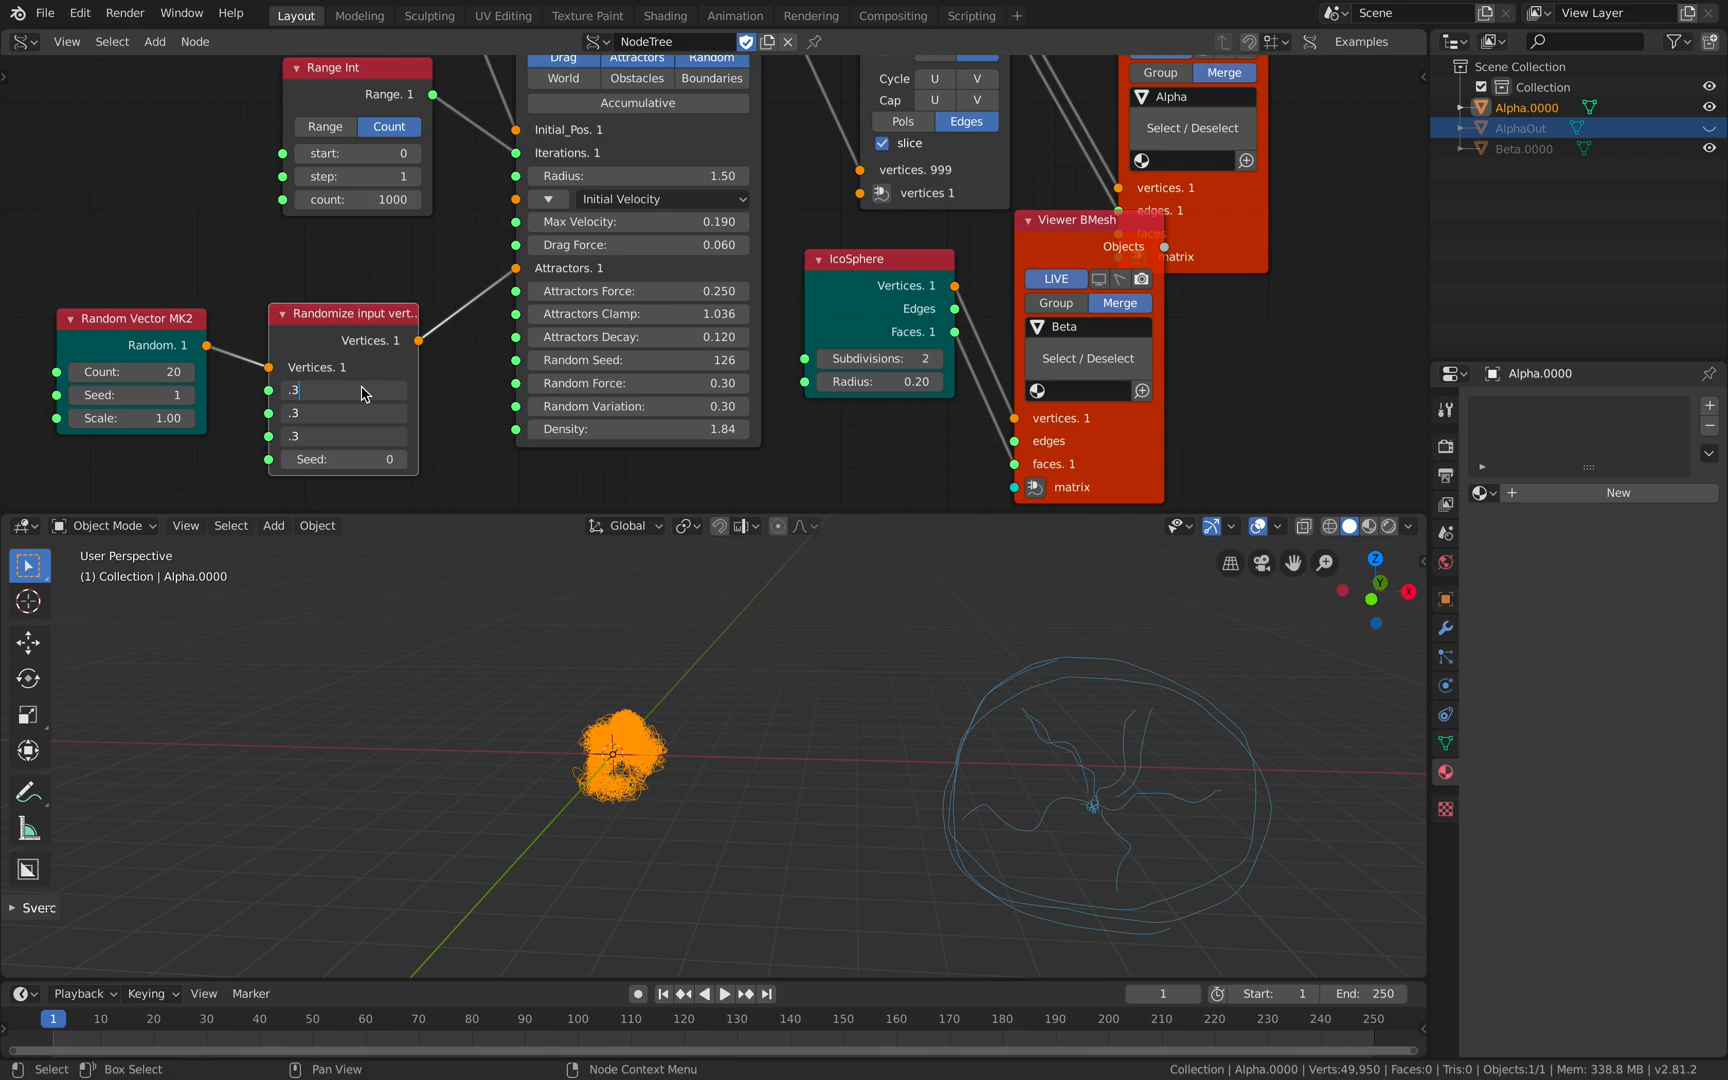 File Edit Render Window Help Layout Modeling Sculpting UV Editing Texture Paint Shading Animation Rendering Compositing Scripting + Scene View Layer
View Select Add Node NodeTree Examples
Range Int
Range. 1
Range Count
start: 0
step: 1
count: 1000
Random Vector MK2
Random. 1
Count: 20
Seed: 1
Scale: 1.00
Randomize input vert..
Vertices. 1
Vertices. 1
.3
.3
.3
Seed: 0
Drag Attractors Random
World Obstacles Boundaries
Accumulative
Initial_Pos. 1
Iterations. 1
Radius: 1.50
Initial Velocity
Max Velocity: 0.190
Drag Force: 0.060
Attractors. 1
Attractors Force: 0.250
Attractors Clamp: 1.036
Attractors Decay: 0.120
Random Seed: 126
Random Force: 0.30
Random Variation: 0.30
Density: 1.84
Cycle U V
Cap U V
Pols Edges
slice
vertices. 999
vertices 1
IcoSphere
Vertices. 1
Edges
Faces. 1
Subdivisions: 2
Radius: 0.20
Group Merge
Alpha
Select / Deselect
vertices. 1
edges. 1
faces
matrix
Viewer BMesh
Objects
LIVE
Group Merge
Beta
Select / Deselect
vertices. 1
edges
faces. 1
matrix
Scene Collection
Collection
Alpha.0000
AlphaOut
Beta.0000
Alpha.0000
+ New
Object Mode View Select Add Object Global
User Perspective
(1) Collection | Alpha.0000
Z
Y
X
Sverc
Playback Keying View Marker 1 Start: 1 End: 250
1 10 20 30 40 50 60 70 80 90 100 110 120 130 140 150 160 170 180 190 200 210 220 230 240 250
Select Box Select Pan View Node Context Menu Collection | Alpha.0000 | Verts:49,950 | Faces:0 | Tris:0 | Objects:1/1 | Mem: 338.8 MB | v2.81.2